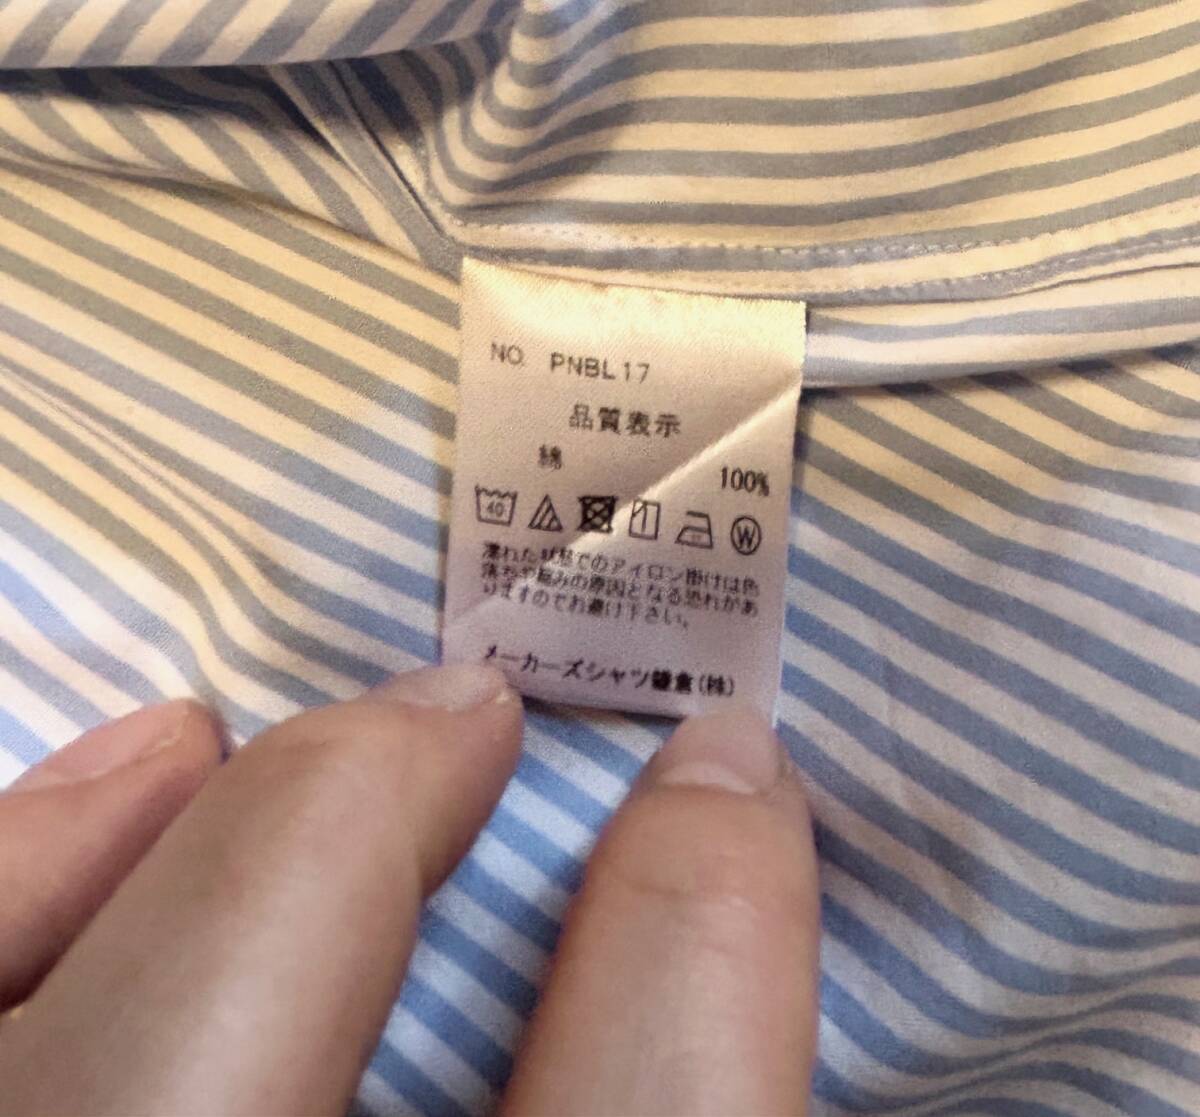 NO. PNBL17
品質表示
綿 100%
40 W
濡れた状態でのアイロン掛けは色
落ちや縮みの原因となる恐れがあ
りますのでお避け下さい。
メーカーズシャツ鎌倉(株)